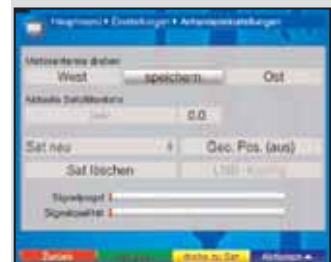 Hauptmenü ▸ Einstellungen ▸ Antenneneinstellungen
Motorantenne drehen
West speichern Ost
Aktuelle
0.0
Sat neu Geo. Pos. (aus)
Sat löschen
Signalpegel
Signalqualität
Zurück drehe zu Sat Aktionen